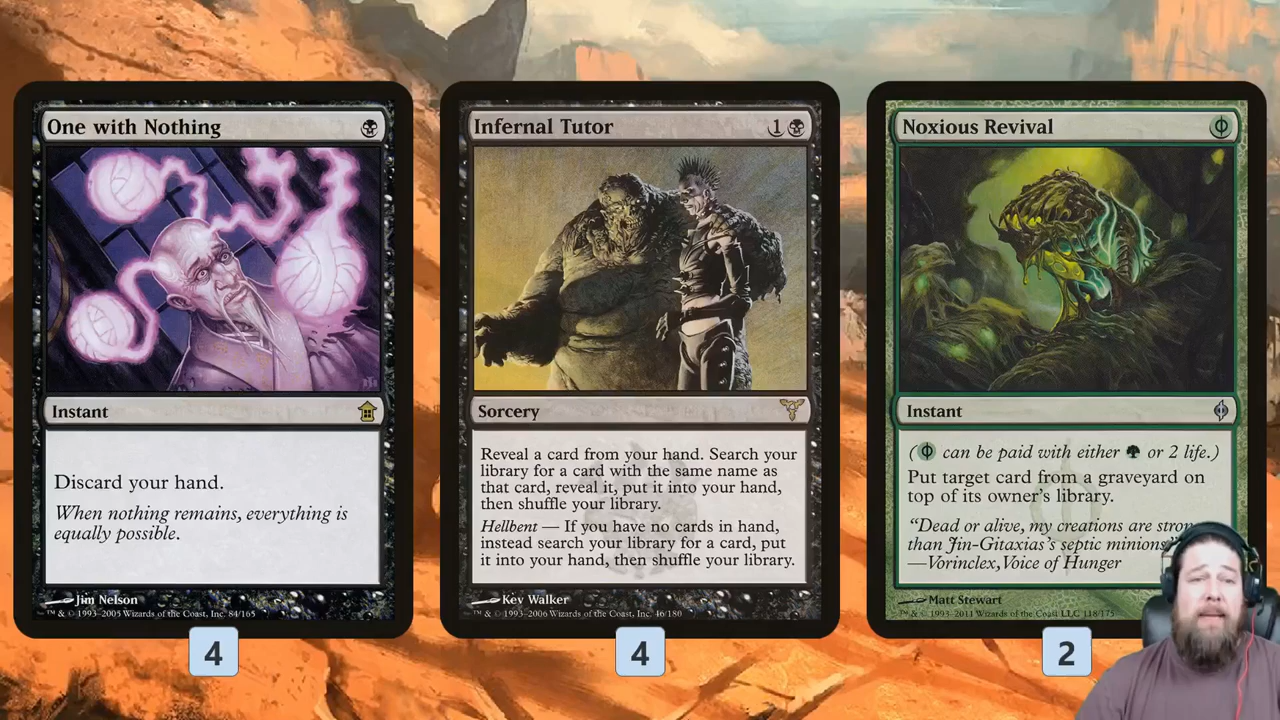 One with Nothing
Instant
Discard your hand.
When nothing remains, everything is
equally possible.
Jim Nelson
™ & © 1993–2005 Wizards of the Coast, Inc. 84/165
4
Infernal Tutor
1
Sorcery
Reveal a card from your hand. Search your
library for a card with the same name as
that card, reveal it, put it into your hand,
then shuffle your library.
Hellbent — If you have no cards in hand,
instead search your library for a card, put
it into your hand, then shuffle your library.
Kev Walker
™ & © 1993–2006 Wizards of the Coast, Inc. 46/180
4
Noxious Revival
Instant
( can be paid with either or 2 life.)
Put target card from a graveyard on
top of its owner's library.
“Dead or alive, my creations are
than Jin-Gitaxias's septic minions
—Vorinclex, Voice of Hunger
Matt Stewart
™ & © 1993–2011 Wizards of the Coast LLC 118/175
2